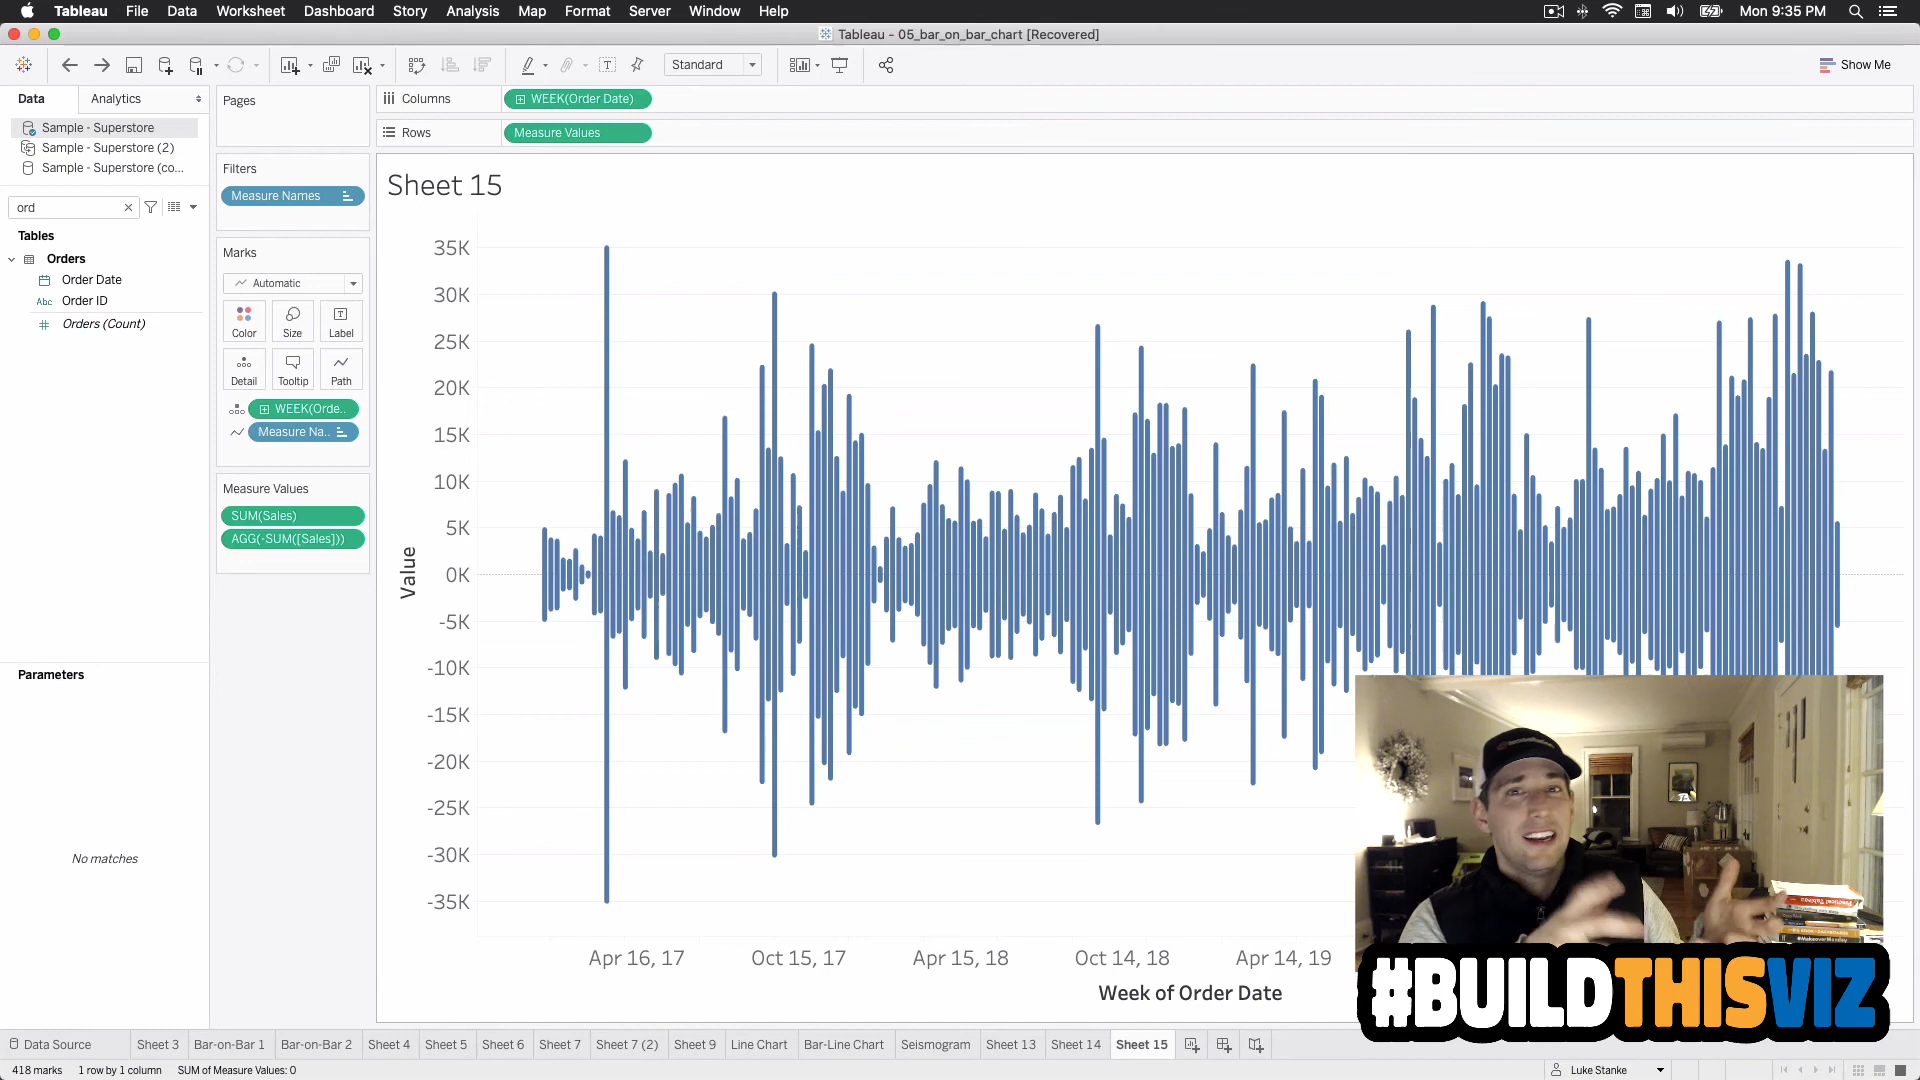 Tableau File Data Worksheet Dashboard Story Analysis Map Format Server Window Help Mon 9:35 PM
Tableau - 05_bar_on_bar_chart [Recovered]
Standard
Show Me
Data Analytics
Sample - Superstore
Sample - Superstore (2)
Sample - Superstore (co...
ord
Tables
Orders
Order Date
Abc Order ID
Orders (Count)
Parameters
No matches
Pages
Filters
Measure Names
Marks
Automatic
Color Size Label
Detail Tooltip Path
WEEK(Orde..
Measure Na..
Measure Values
SUM(Sales)
AGG(-SUM([Sales]))
Columns WEEK(Order Date)
Rows Measure Values
Sheet 15
35K
30K
25K
20K
15K
10K
5K
0K
-5K
-10K
-15K
-20K
-25K
-30K
-35K
Value
Apr 16, 17 Oct 15, 17 Apr 15, 18 Oct 14, 18 Apr 14, 19
Week of Order Date
Practical Tableau
#MakeoverMonday
#BUILDTHISVIZ
Data Source Sheet 3 Bar-on-Bar 1 Bar-on-Bar 2 Sheet 4 Sheet 5 Sheet 6 Sheet 7 Sheet 7 (2) Sheet 9 Line Chart Bar-Line Chart Seismogram Sheet 13 Sheet 14 Sheet 15
418 marks 1 row by 1 column SUM of Measure Values: 0 Luke Stanke